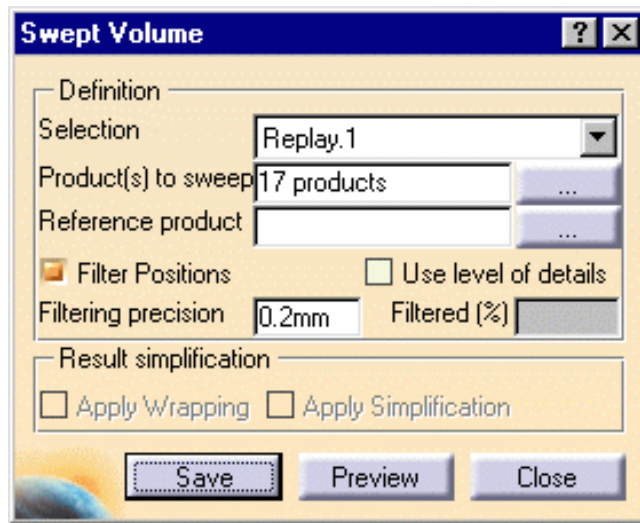 Swept Volume ? X
Definition
Selection Replay.1
Product(s) to sweep 17 products ...
Reference product ...
Filter Positions Use level of details
Filtering precision 0.2mm Filtered (%)
Result simplification
Apply Wrapping Apply Simplification
Save Preview Close